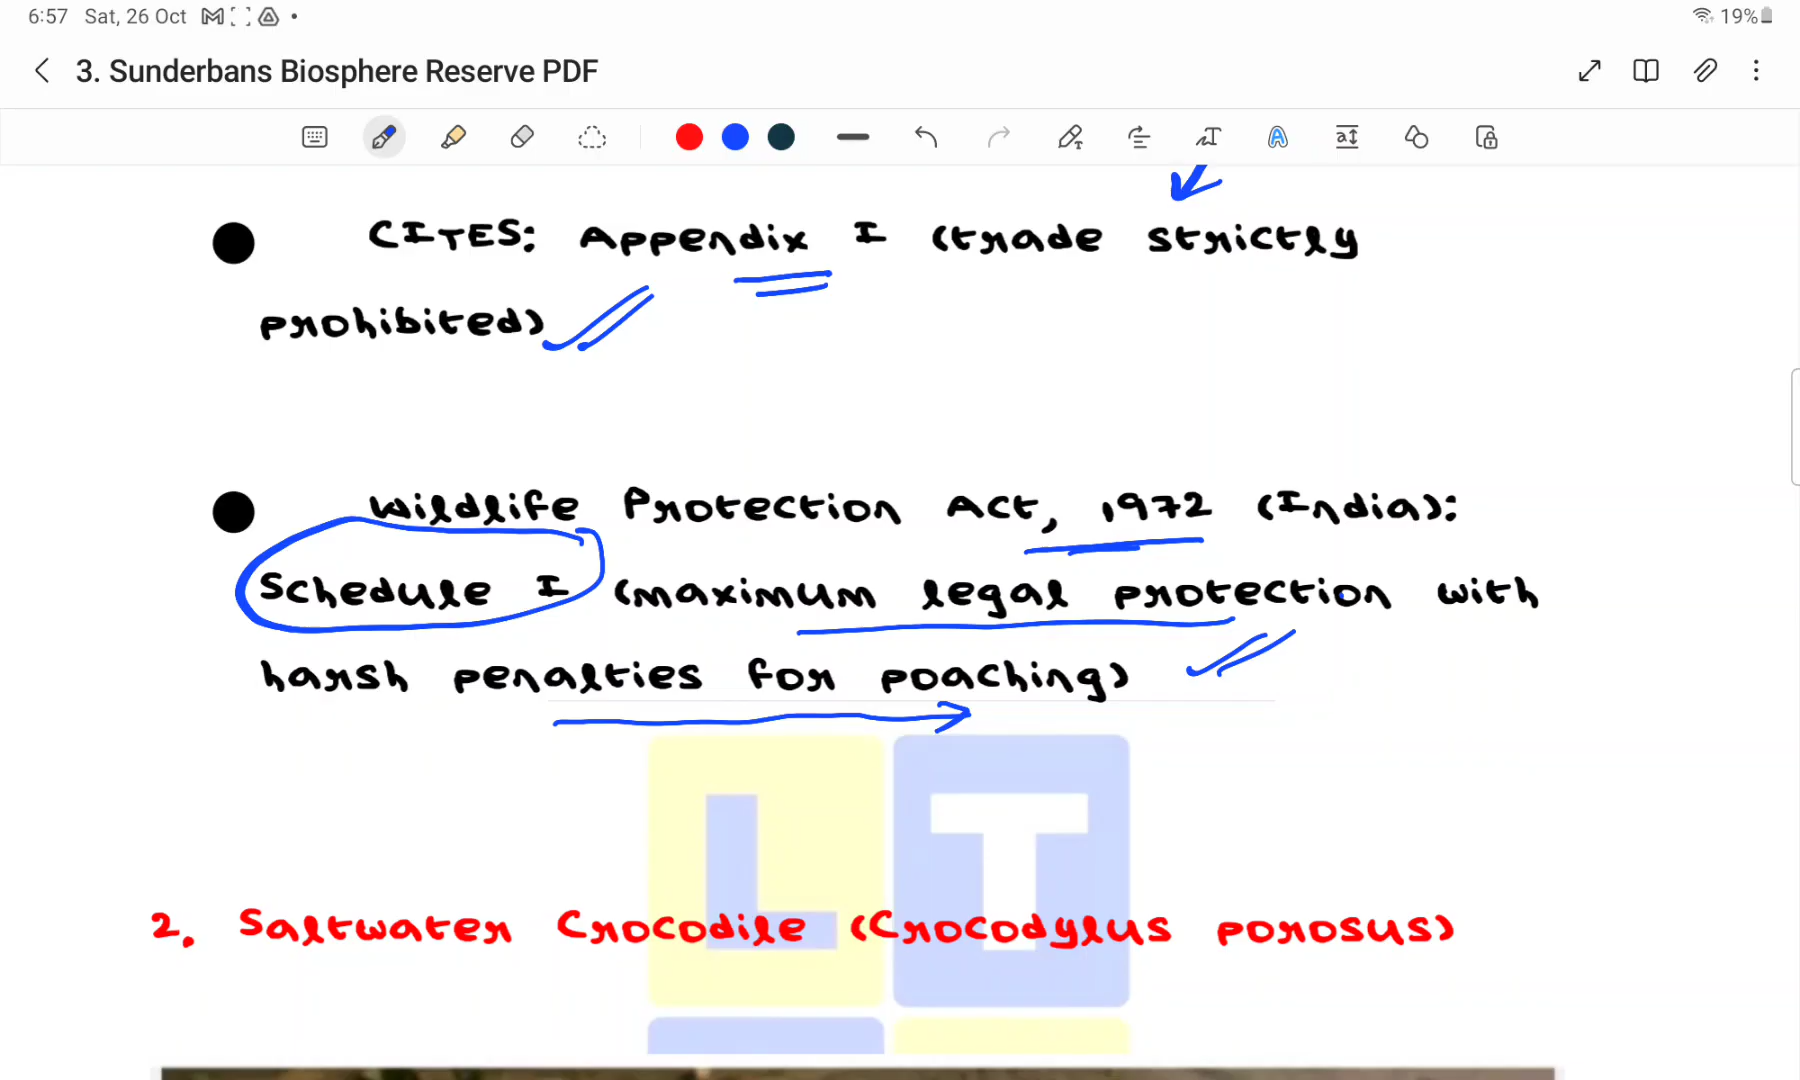 6:57 Sat, 26 Oct 19%
3. Sunderbans Biosphere Reserve PDF
CITES: Appendix I (trade strictly
prohibited)
Wildlife Protection Act, 1972 (India):
Schedule I (maximum legal protection with
harsh penalties for poaching)
LT
2. Saltwater Crocodile (Crocodylus porosus)